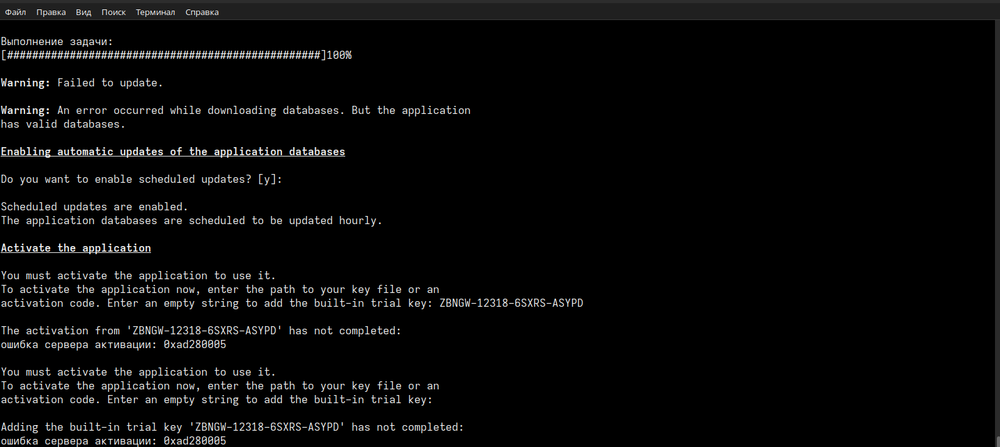 Файл Правка Вид Поиск Терминал Справка
Выполнение задачи:
[##################################################]100%
Warning: Failed to update.
Warning: An error occurred while downloading databases. But the application
has valid databases.
Enabling automatic updates of the application databases
Do you want to enable scheduled updates? [y]:
Scheduled updates are enabled.
The application databases are scheduled to be updated hourly.
Activate the application
You must activate the application to use it.
To activate the application now, enter the path to your key file or an
activation code. Enter an empty string to add the built-in trial key: ZBNGW-12318-6SXRS-ASYPD
The activation from 'ZBNGW-12318-6SXRS-ASYPD' has not completed:
ошибка сервера активации: 0xad280005
You must activate the application to use it.
To activate the application now, enter the path to your key file or an
activation code. Enter an empty string to add the built-in trial key:
Adding the built-in trial key 'ZBNGW-12318-6SXRS-ASYPD' has not completed:
ошибка сервера активации: 0xad280005